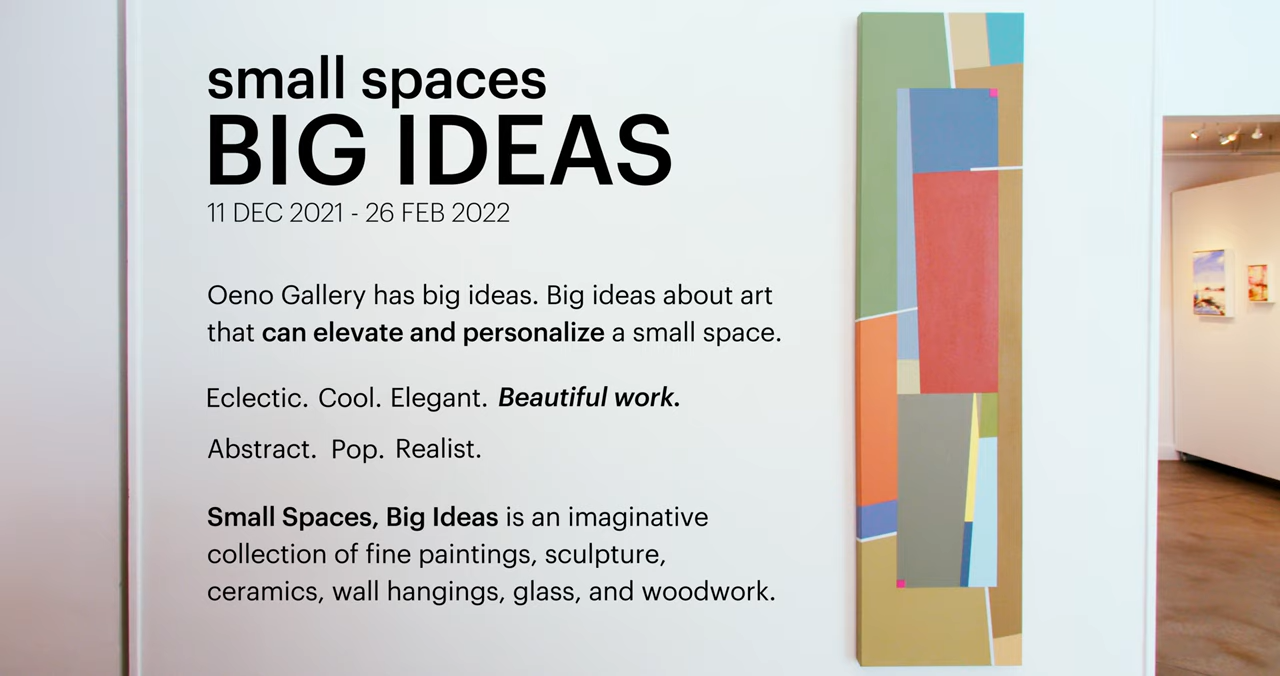 small spaces
BIG IDEAS
11 DEC 2021 - 26 FEB 2022
Oeno Gallery has big ideas. Big ideas about art
that can elevate and personalize a small space.
Eclectic. Cool. Elegant. Beautiful work.
Abstract. Pop. Realist.
Small Spaces, Big Ideas is an imaginative
collection of fine paintings, sculpture,
ceramics, wall hangings, glass, and woodwork.